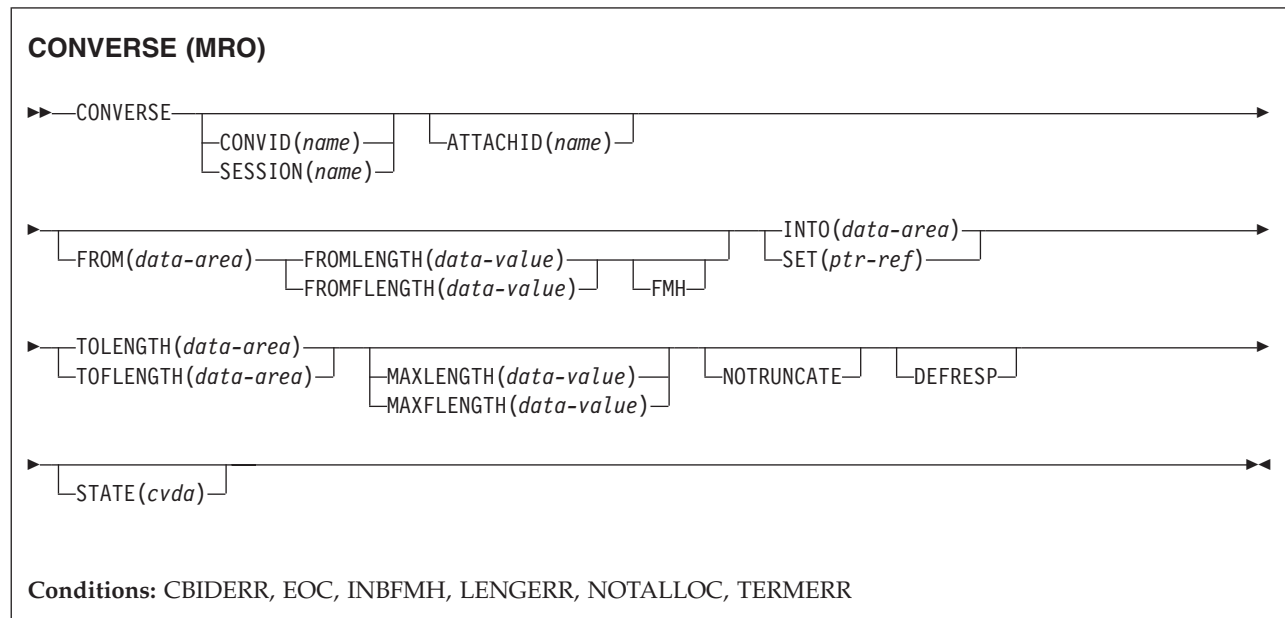 CONVERSE (MRO)
CONVERSE
CONVID(name)
SESSION(name)
ATTACHID(name)
FROM(data-area)
FROMLENGTH(data-value)
FROMFLENGTH(data-value)
FMH
INTO(data-area)
SET(ptr-ref)
TOLENGTH(data-area)
TOFLENGTH(data-area)
MAXLENGTH(data-value)
MAXFLENGTH(data-value)
NOTRUNCATE
DEFRESP
STATE(cvda)
Conditions: CBIDERR, EOC, INBFMH, LENGERR, NOTALLOC, TERMERR